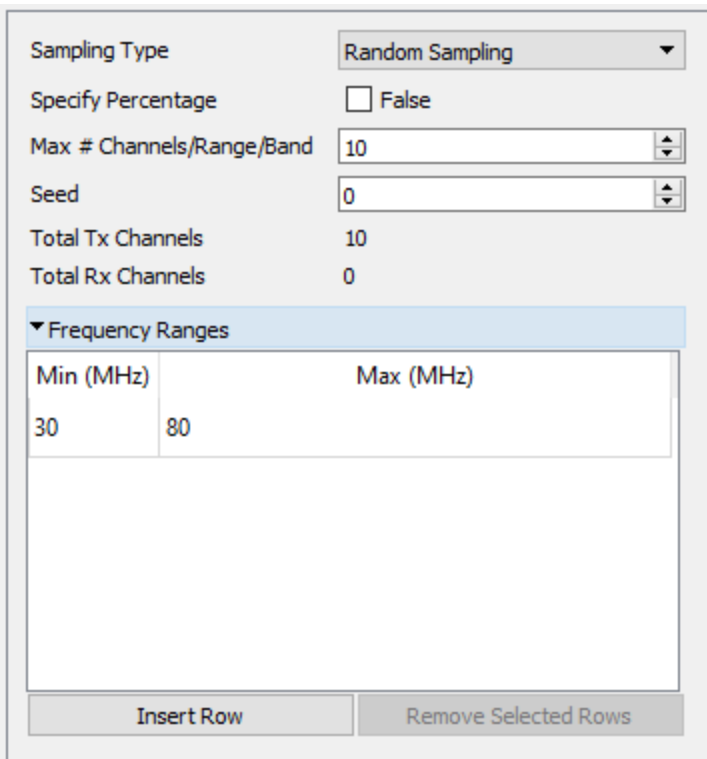 Sampling Type Random Sampling
Specify Percentage False
Max # Channels/Range/Band 10
Seed 0
Total Tx Channels 10
Total Rx Channels 0
Frequency Ranges
Min (MHz) Max (MHz)
30 80
Insert Row Remove Selected Rows